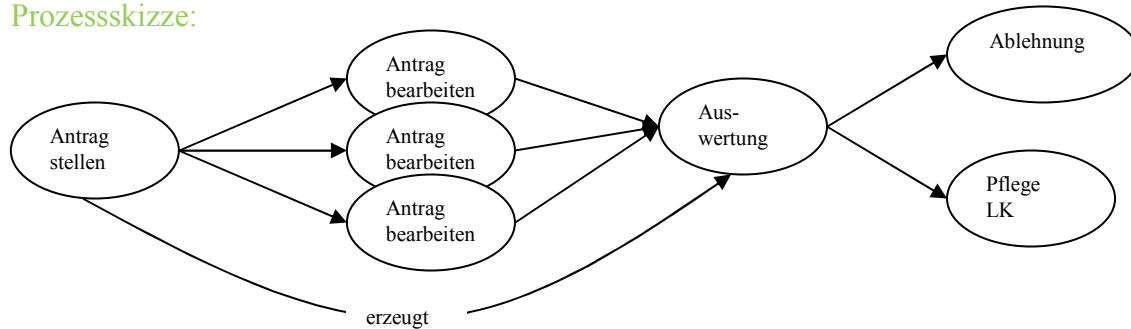 Prozessskizze:
Antrag
stellen
Antrag
bearbeiten
Antrag
bearbeiten
Antrag
bearbeiten
Aus-
wertung
Ablehnung
Pflege
LK
erzeugt